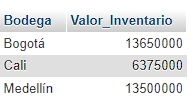 Bodega Valor_Inventario
Bogotá 13650000
Cali 6375000
Medellín 13500000